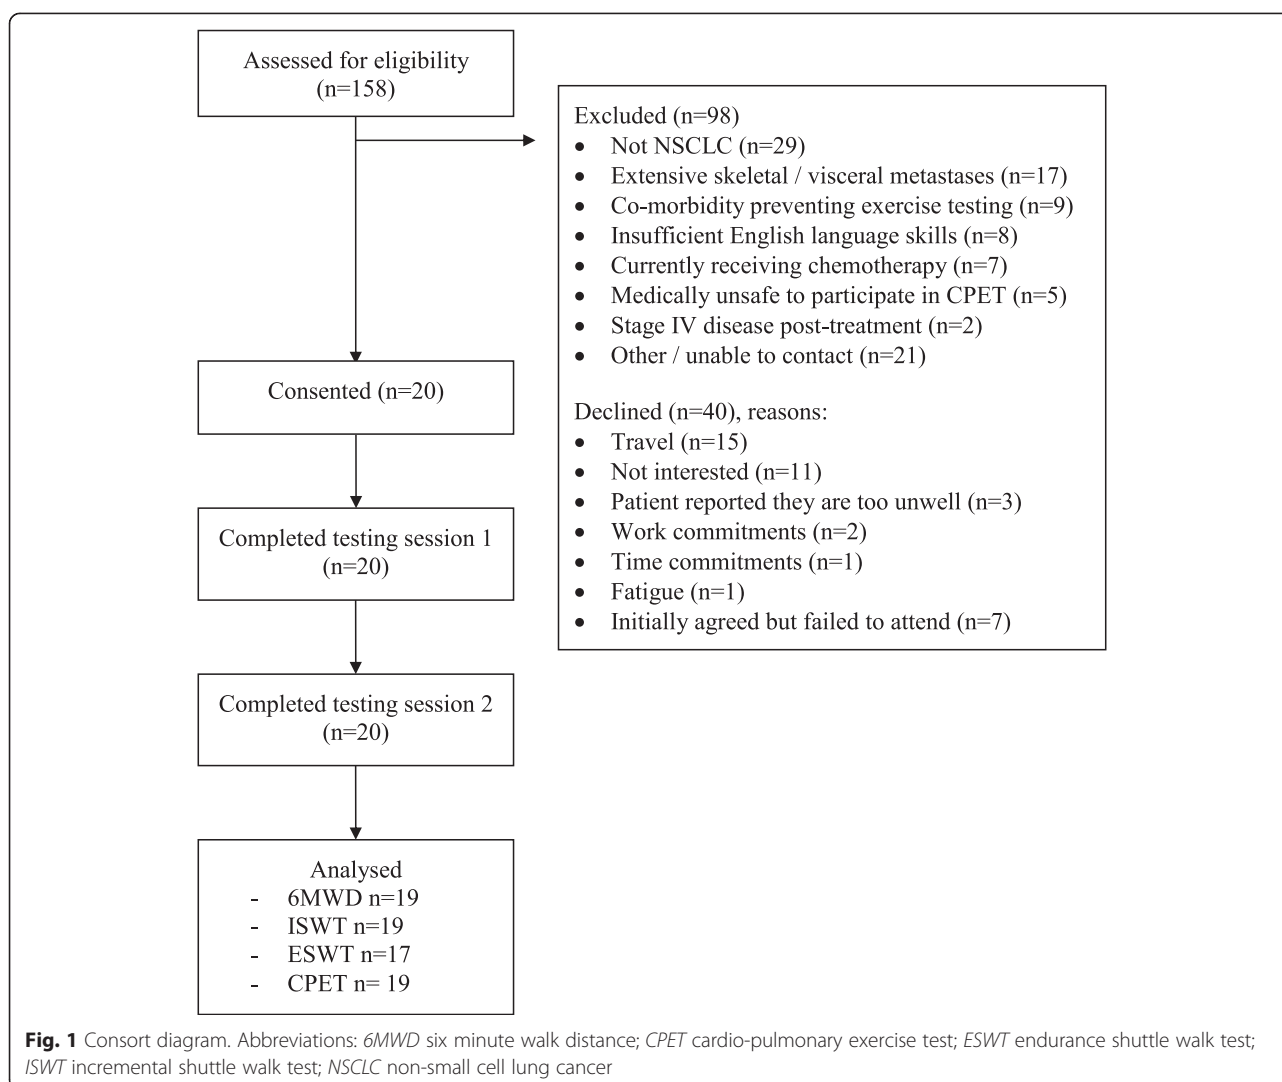 Assessed for eligibility
(n=158)
Excluded (n=98)
• Not NSCLC (n=29)
• Extensive skeletal / visceral metastases (n=17)
• Co-morbidity preventing exercise testing (n=9)
• Insufficient English language skills (n=8)
• Currently receiving chemotherapy (n=7)
• Medically unsafe to participate in CPET (n=5)
• Stage IV disease post-treatment (n=2)
• Other / unable to contact (n=21)
Declined (n=40), reasons:
• Travel (n=15)
• Not interested (n=11)
• Patient reported they are too unwell (n=3)
• Work commitments (n=2)
• Time commitments (n=1)
• Fatigue (n=1)
• Initially agreed but failed to attend (n=7)
Consented (n=20)
Completed testing session 1
(n=20)
Completed testing session 2
(n=20)
Analysed
- 6MWD n=19
- ISWT n=19
- ESWT n=17
- CPET n= 19
Fig. 1 Consort diagram. Abbreviations: 6MWD six minute walk distance; CPET cardio-pulmonary exercise test; ESWT endurance shuttle walk test;
ISWT incremental shuttle walk test; NSCLC non-small cell lung cancer